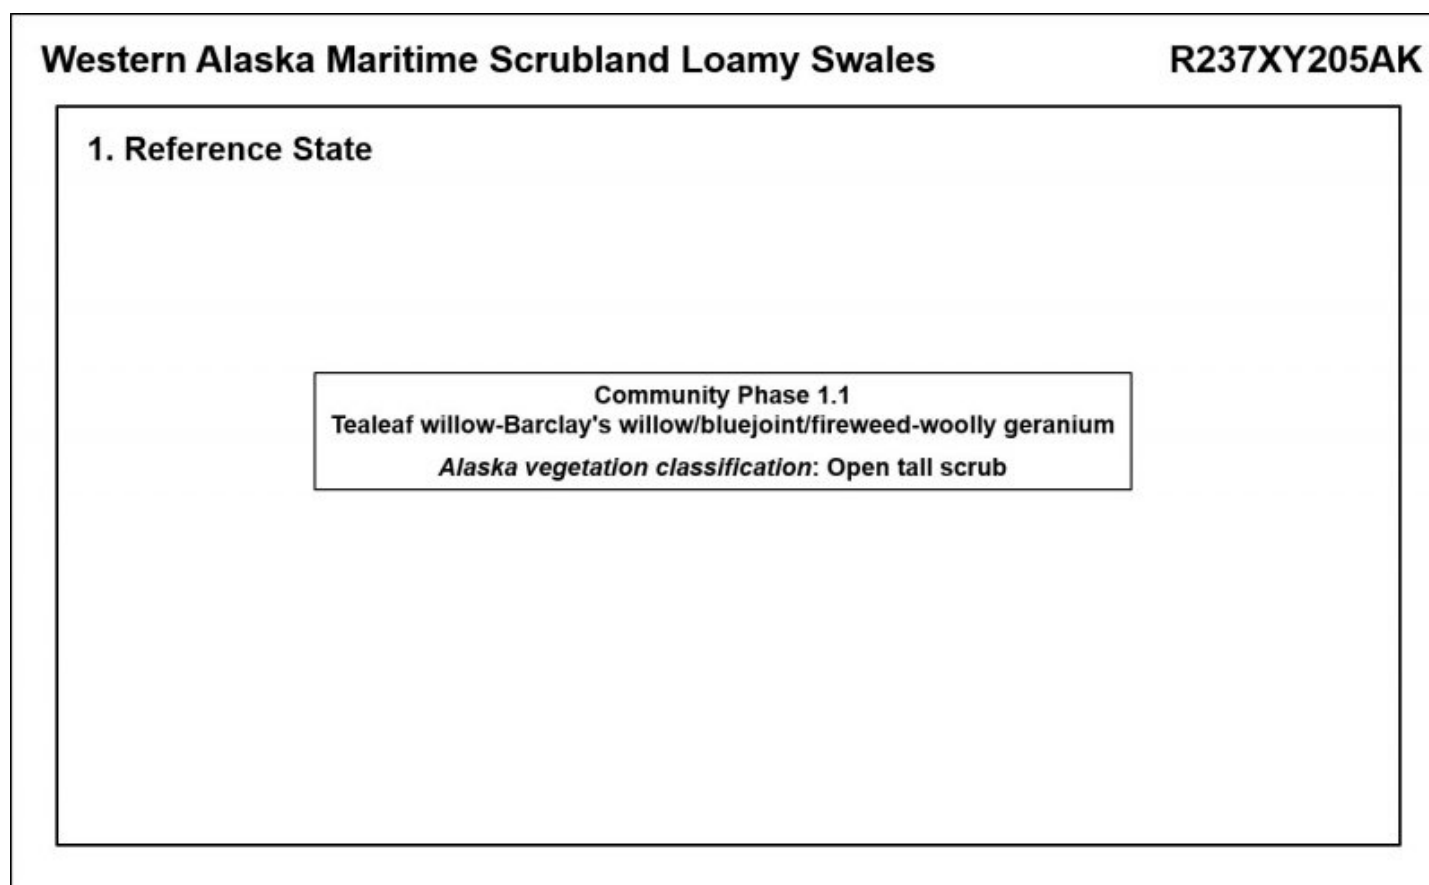 Western Alaska Maritime Scrubland Loamy Swales R237XY205AK
1. Reference State
Community Phase 1.1
Tealeaf willow-Barclay's willow/bluejoint/fireweed-woolly geranium
Alaska vegetation classification: Open tall scrub